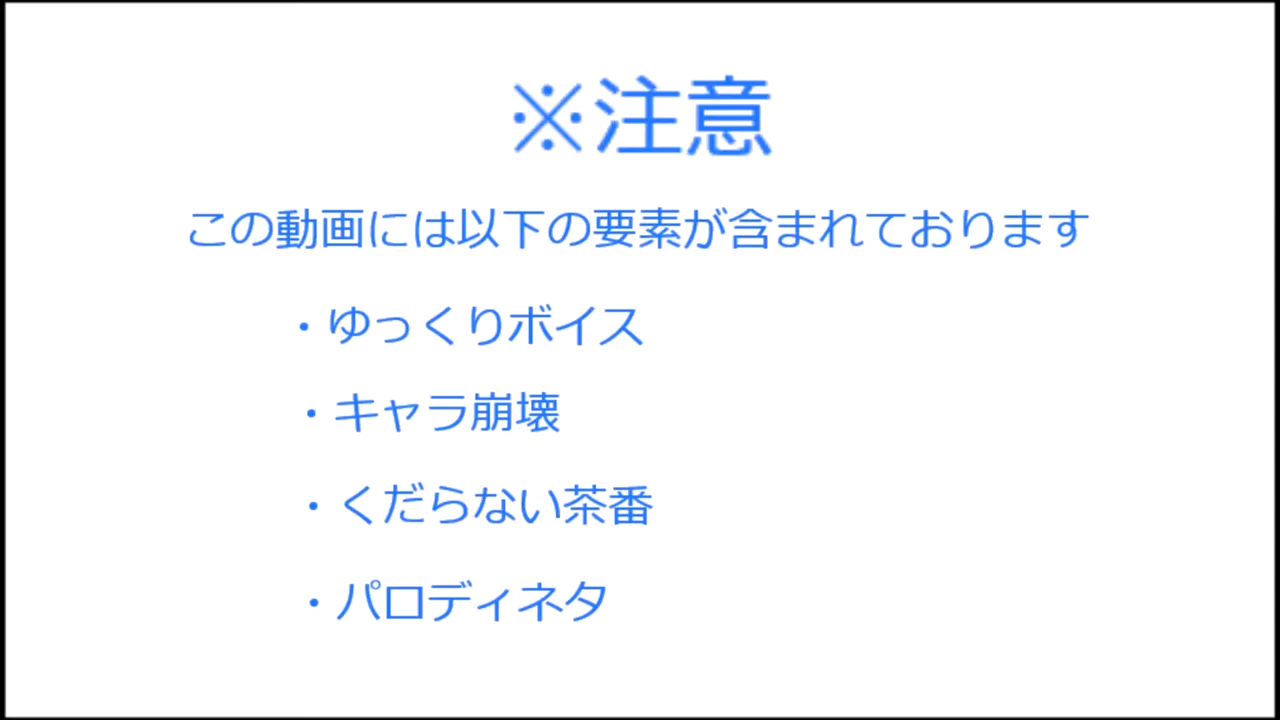 ※注意
この動画には以下の要素が含まれております
・ゆっくりボイス
・キャラ崩壊
・くだらない茶番
・パロディネタ